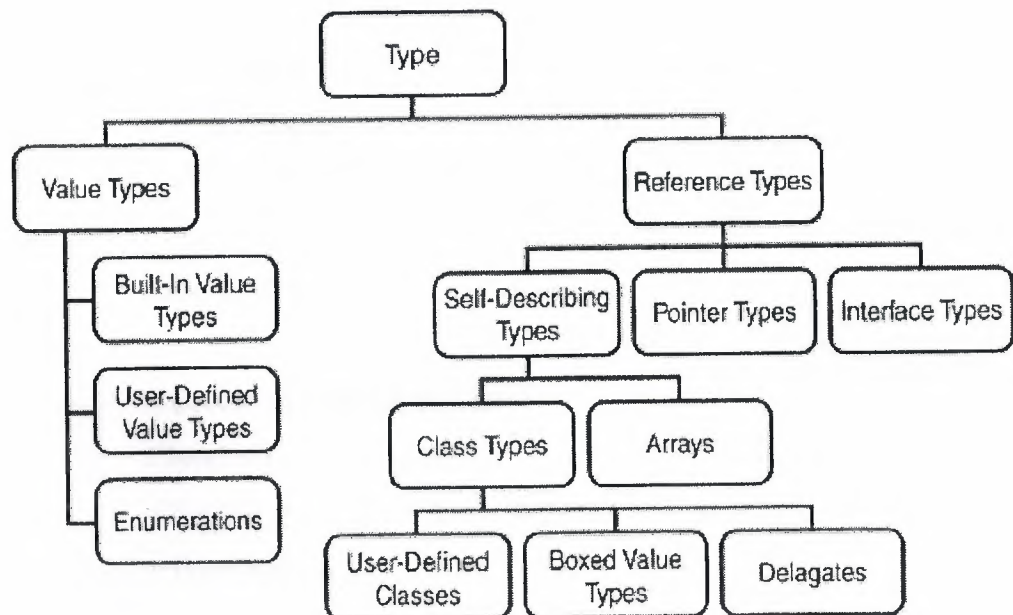 Type
Value Types
Reference Types
Built-In Value
Types
User-Defined
Value Types
Enumerations
Self-Describing
Types
Pointer Types
Interface Types
Class Types
Arrays
User-Defined
Classes
Boxed Value
Types
Delagates